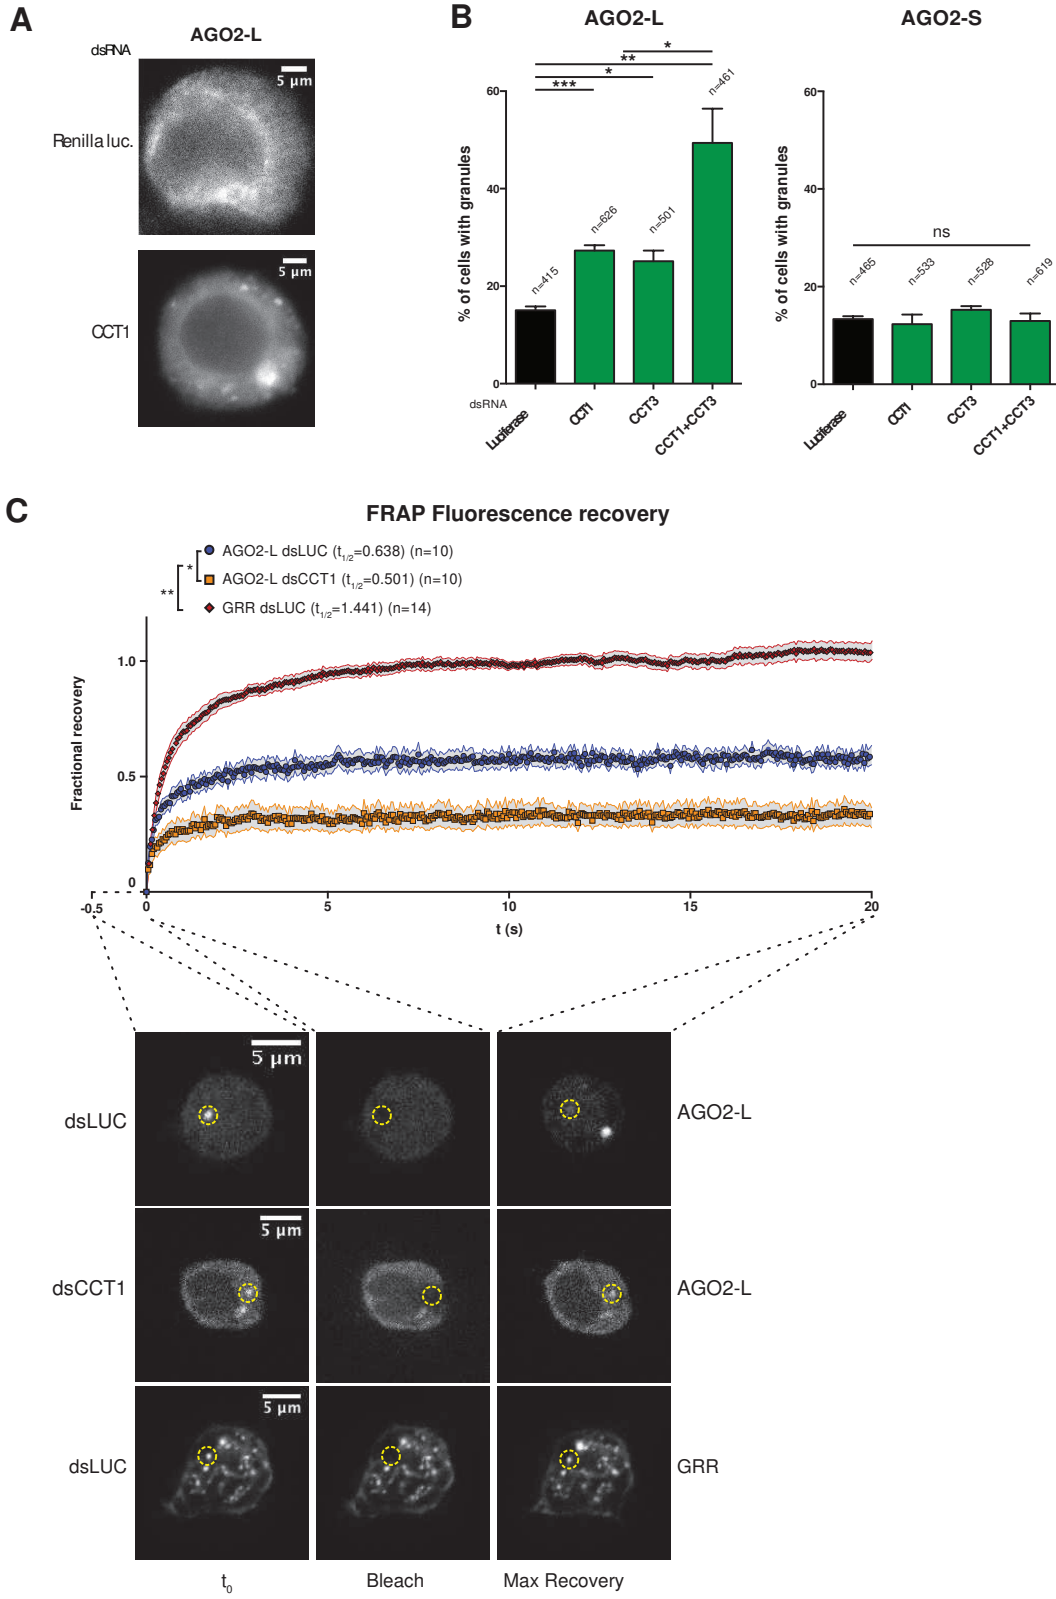 A
AGO2-L
dsRNA
5 µm
Renilla luc.
5 µm
CCT1
B
AGO2-L
AGO2-S
*
**
*
***
% of cells with granules
60
40
20
0
n=415
n=626
n=501
n=461
dsRNA
Luciferase
CCT1
CCT3
CCT1+CCT3
% of cells with granules
60
40
20
0
ns
n=465
n=533
n=528
n=619
Luciferase
CCT1
CCT3
CCT1+CCT3
C
FRAP Fluorescence recovery
AGO2-L dsLUC (t1/2=0.638) (n=10)
*
AGO2-L dsCCT1 (t1/2=0.501) (n=10)
**
GRR dsLUC (t1/2=1.441) (n=14)
Fractional recovery
1.0
0.5
0
-0.5
0
5
10
15
20
t (s)
5 µm
dsLUC
AGO2-L
5 µm
dsCCT1
AGO2-L
5 µm
dsLUC
GRR
t0
Bleach
Max Recovery